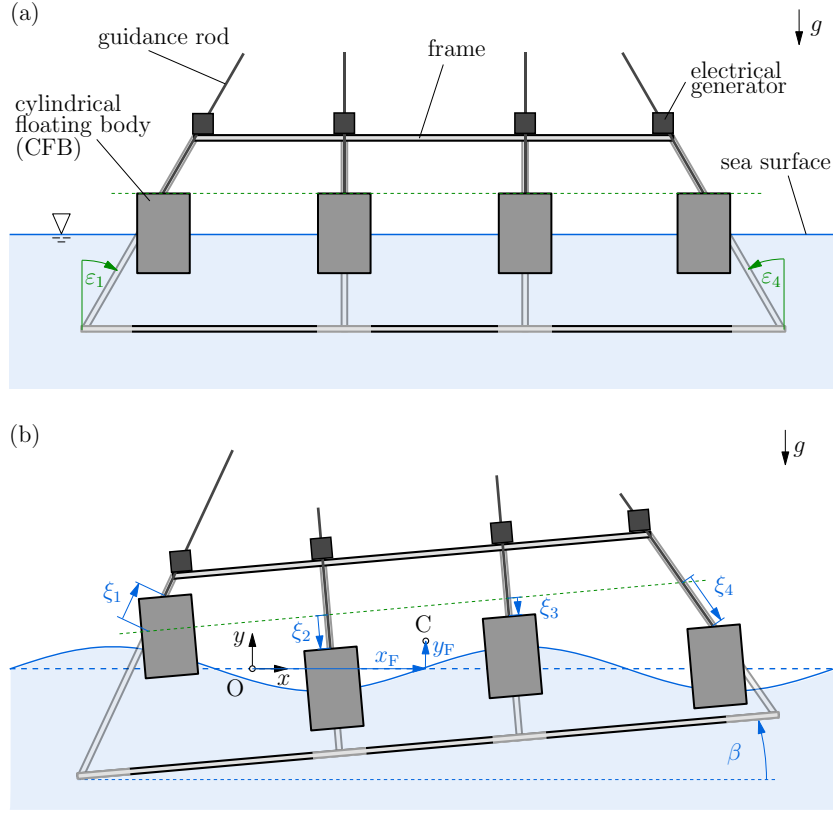 (a)
g
guidance rod
frame
electrical
generator
cylindrical
floating body
(CFB)
sea surface
ε1
ε4
(b)
g
ξ1
ξ2
ξ3
ξ4
y
C
xF
yF
O
x
β